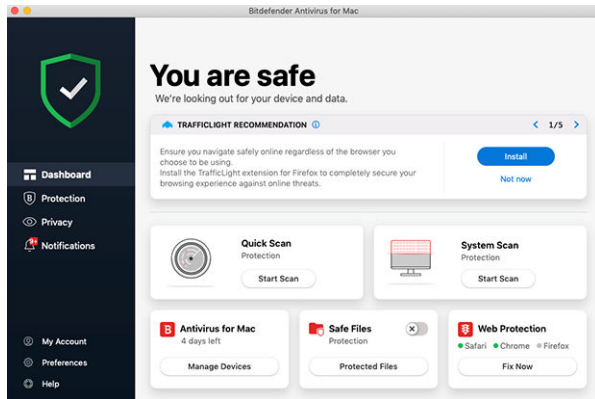 Bitdefender Antivirus for Mac
You are safe
We're looking out for your device and data.
TRAFFICLIGHT RECOMMENDATION
1/5
Ensure you navigate safely online regardless of the browser you
choose to be using.
Install the TrafficLight extension for Firefox to completely secure your
browsing experience against online threats.
Install
Not now
Dashboard
Protection
Privacy
9+
Notifications
My Account
Preferences
Help
Quick Scan
Protection
Start Scan
System Scan
Protection
Start Scan
B
Antivirus for Mac
4 days left
Manage Devices
Safe Files
Protection
Protected Files
Web Protection
Safari Chrome Firefox
Fix Now